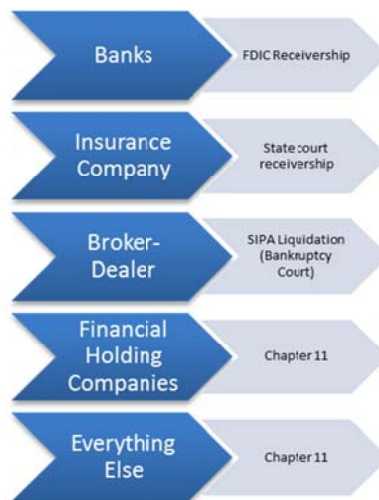 Banks
FDIC Receivership
Insurance
Company
State court
receivership
Broker-
Dealer
SIPA Liquidation
(Bankruptcy
Court)
Financial
Holding
Companies
Chapter 11
Everything
Else
Chapter 11